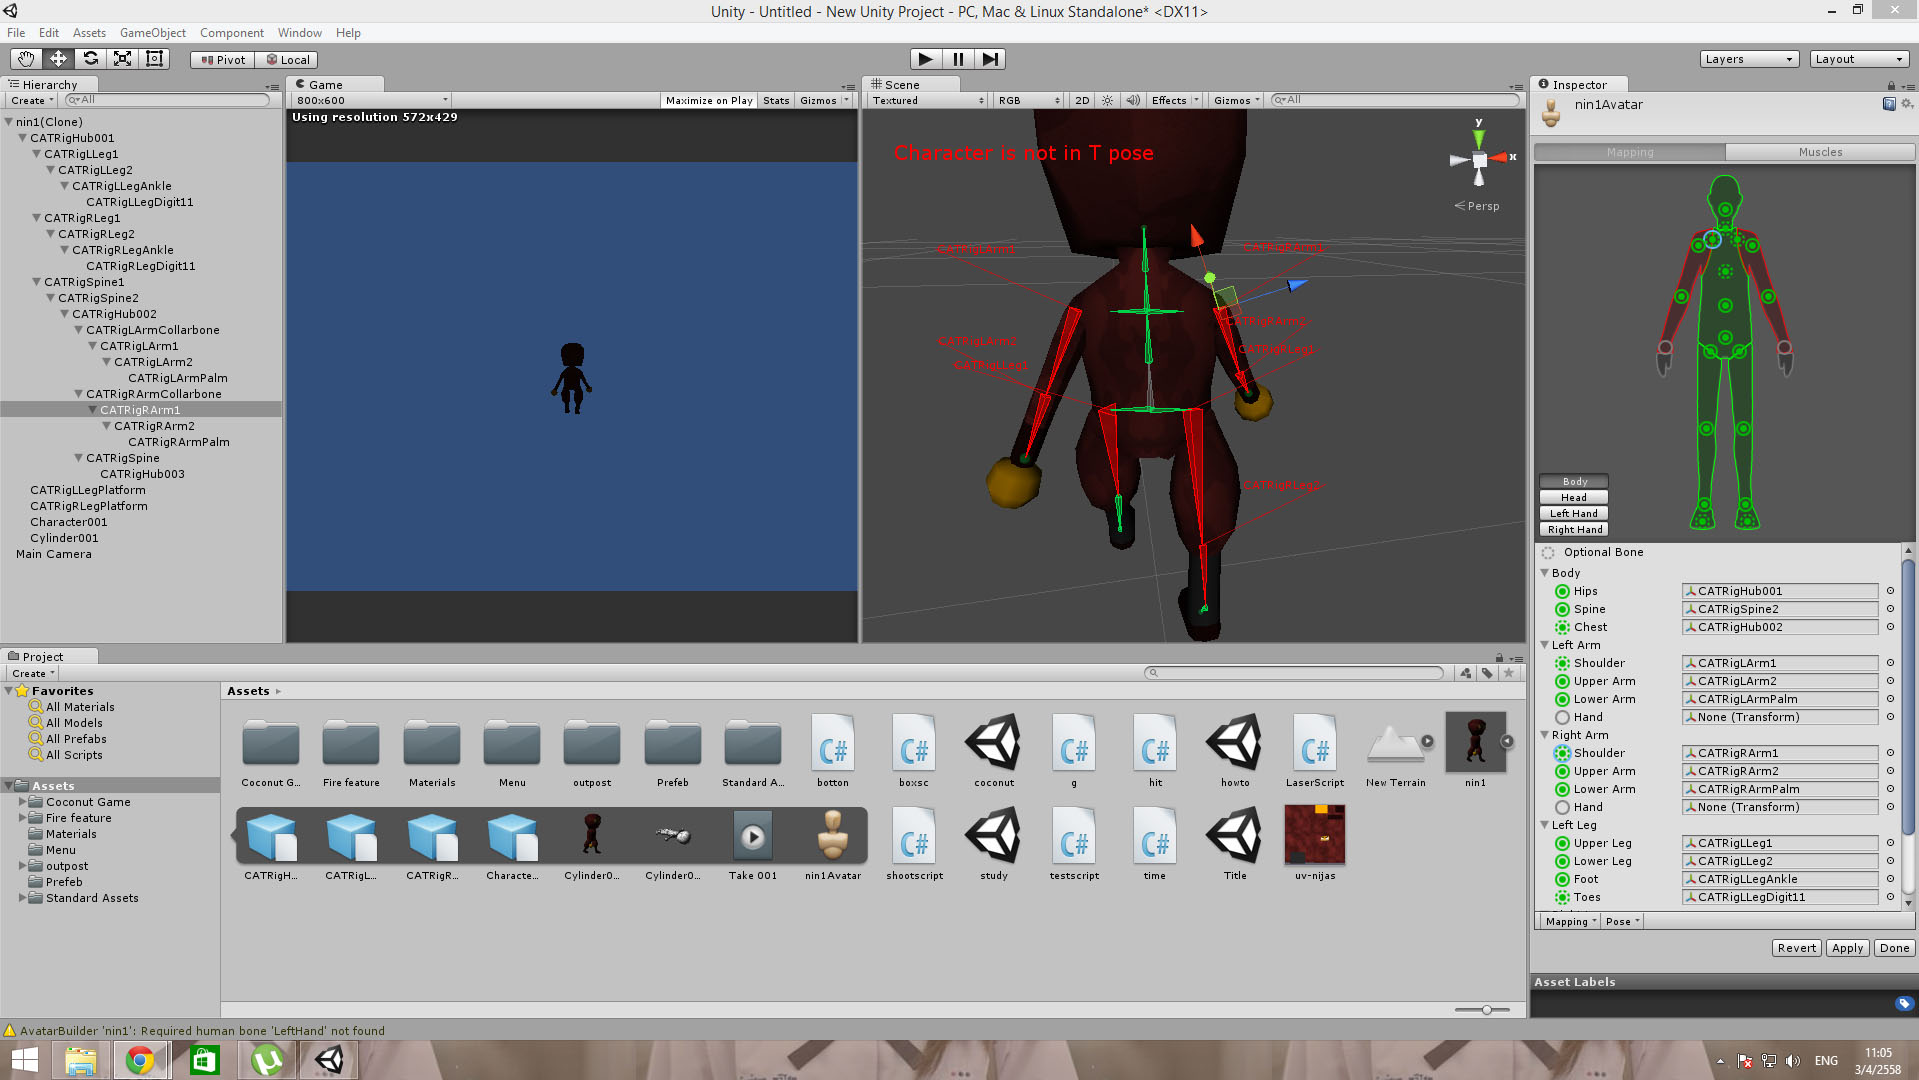 Unity - Untitled - New Unity Project - PC, Mac & Linux Standalone* <DX11>
File Edit Assets GameObject Component Window Help
Pivot Local Layers Layout
Hierarchy
Create All
nin1(Clone)
CATRigHub001
CATRigLLeg1
CATRigLLeg2
CATRigLLegAnkle
CATRigLLegDigit11
CATRigRLeg1
CATRigRLeg2
CATRigRLegAnkle
CATRigRLegDigit11
CATRigSpine1
CATRigSpine2
CATRigHub002
CATRigLArmCollarbone
CATRigLArm1
CATRigLArm2
CATRigLArmPalm
CATRigRArmCollarbone
CATRigRArm1
CATRigRArm2
CATRigRArmPalm
CATRigSpine
CATRigHub003
CATRigLLegPlatform
CATRigRLegPlatform
Character001
Cylinder001
Main Camera
Game
800x600 Maximize on Play Stats Gizmos
Using resolution 572x429
Scene
Textured RGB 2D Effects Gizmos All
Character is not in T pose
y
x
Persp
CATRigLArm1
CATRigRArm1
CATRigRArm2
CATRigLArm2
CATRigRLeg1
CATRigLLeg1
CATRigRLeg2
Inspector
nin1Avatar
Mapping Muscles
Body
Head
Left Hand
Right Hand
Optional Bone
Body
Hips CATRigHub001
Spine CATRigSpine2
Chest CATRigHub002
Left Arm
Shoulder CATRigLArm1
Upper Arm CATRigLArm2
Lower Arm CATRigLArmPalm
Hand None (Transform)
Right Arm
Shoulder CATRigRArm1
Upper Arm CATRigRArm2
Lower Arm CATRigRArmPalm
Hand None (Transform)
Left Leg
Upper Leg CATRigLLeg1
Lower Leg CATRigLLeg2
Foot CATRigLLegAnkle
Toes CATRigLLegDigit11
Mapping Pose
Revert Apply Done
Asset Labels
Project
Create
Favorites
All Materials
All Models
All Prefabs
All Scripts
Assets
Coconut Game
Fire feature
Materials
Menu
outpost
Prefeb
Standard Assets
Assets
C# C# C# C# C#
Coconut G... Fire feature Materials Menu outpost Prefeb Standard A... botton boxsc coconut g hit howto LaserScript New Terrain nin1
C# C# C#
CATRigH... CATRigL... CATRigR... Characte... Cylinder0... Cylinder0... Take 001 nin1Avatar shootscript study testscript time Title uv-nijas
AvatarBuilder 'nin1': Required human bone 'LeftHand' not found
ENG
11:05
3/4/2558